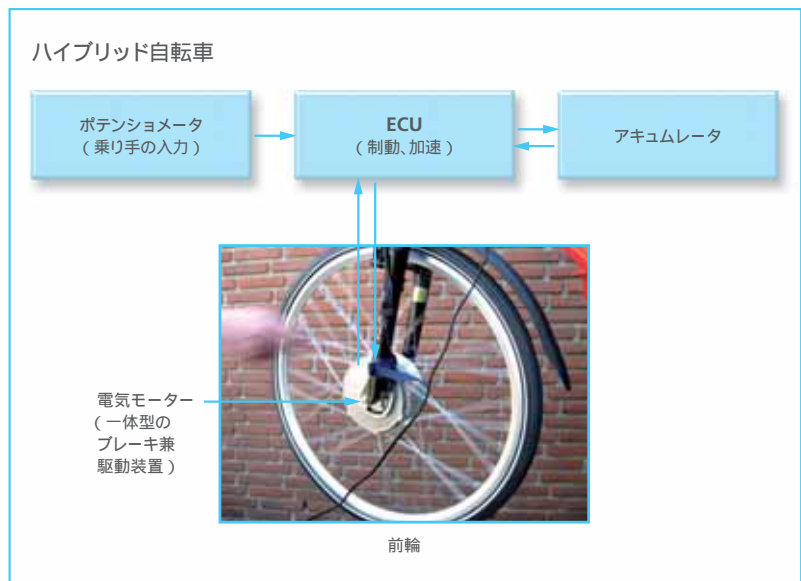 ハイブリッド自転車
ポテンショメータ
( 乗り手の入力 )
ECU
( 制動、加速 )
アキュムレータ
電気モーター
( 一体型の
ブレーキ兼
駆動装置 )
前輪